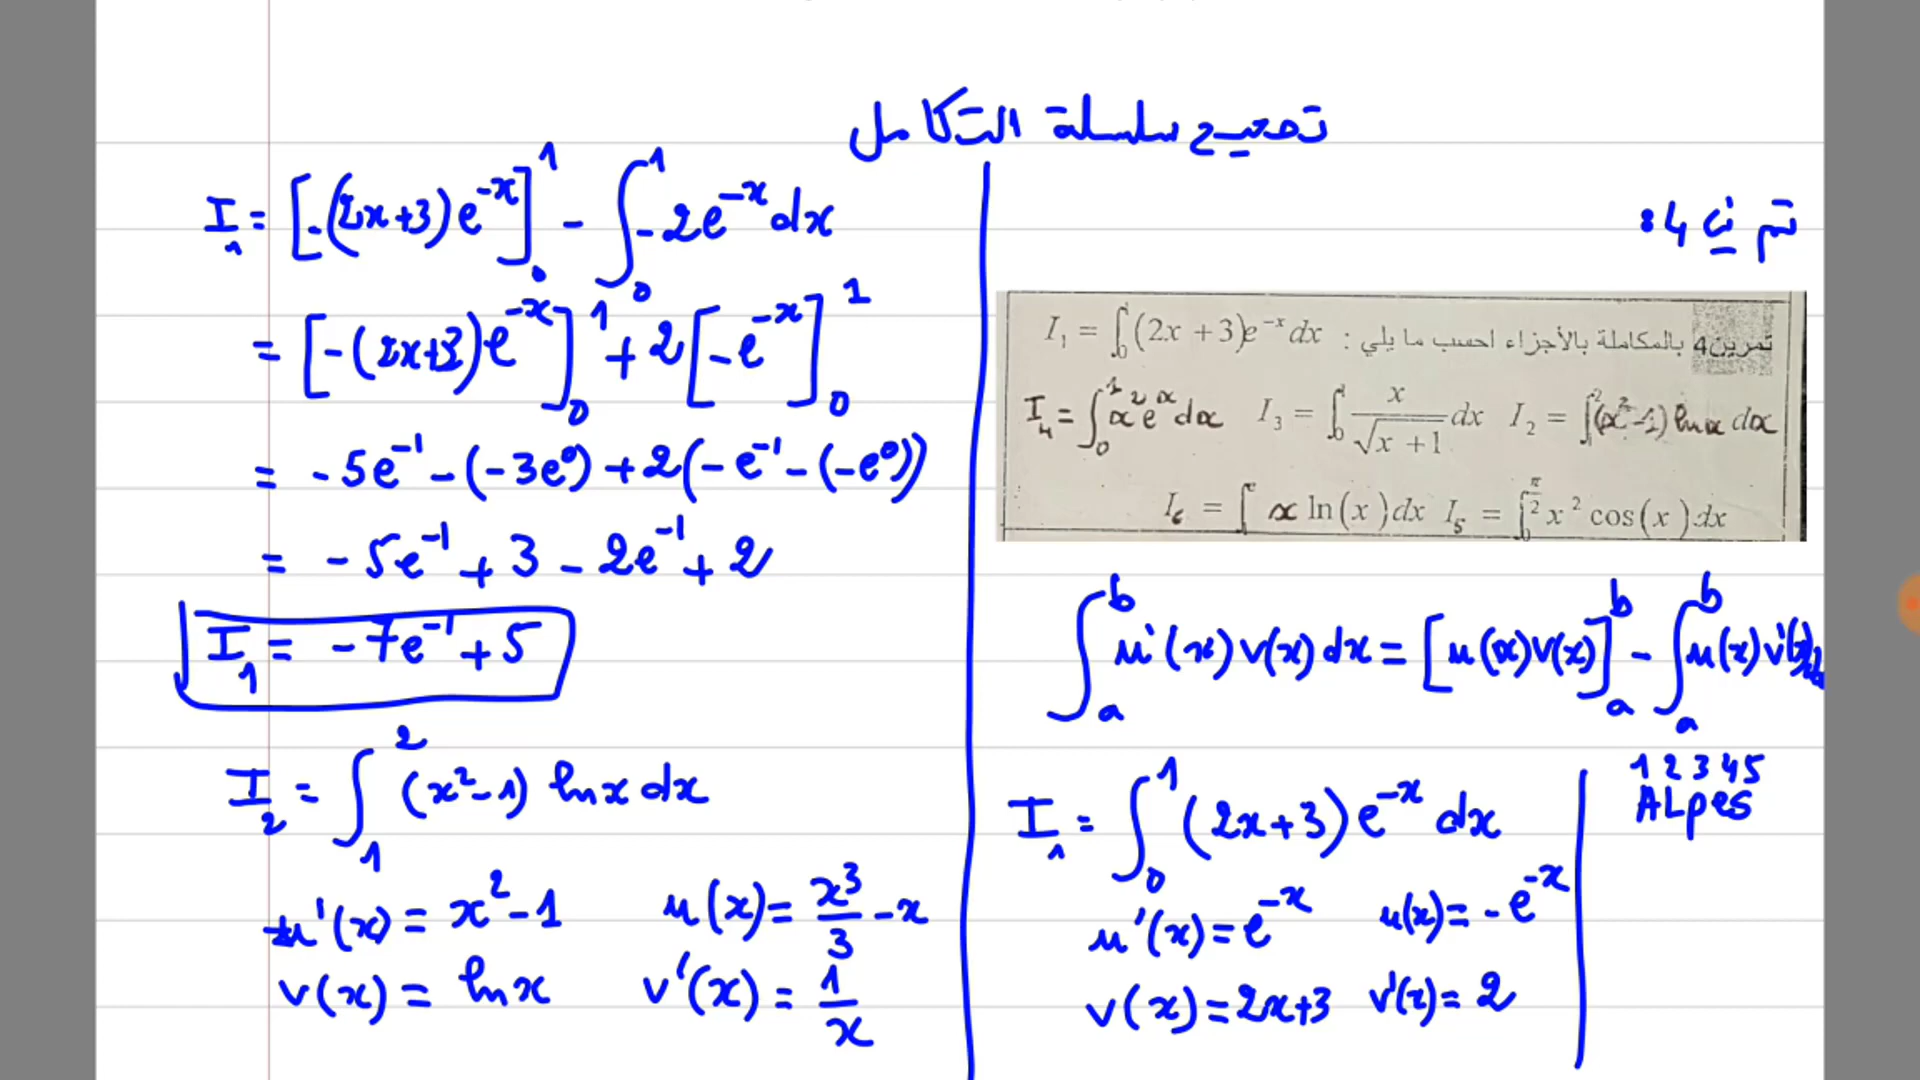 تصحيح سلسلة التكامل
تمرين 4:
تمرين4 بالمكاملة بالأجزاء احسب ما يلي : I₁ = ∫₀¹ (2x + 3)e⁻ˣ dx
I₂ = ∫₁² (x²-1) ln x dx I₃ = ∫₀¹ x/√(x + 1) dx I₄ = ∫₀¹ x² eˣ dx
I₅ = ∫₀^(π/2) x² cos(x) dx I₆ = ∫₁ᵉ x ln(x) dx
∫ₐᵇ u'(x) v(x) dx = [u(x) v(x)]ₐᵇ - ∫ₐᵇ u(x) v'(x)
I₁ = ∫₀¹ (2x+3) e⁻ˣ dx
1 2 3 4 5
ALpes
u'(x) = e⁻ˣ u(x) = -e⁻ˣ
v(x) = 2x+3 v'(x) = 2
I₁ = [-(2x+3) e⁻ˣ]₀¹ - ∫₀¹ -2e⁻ˣ dx
= [-(2x+3) e⁻ˣ]₀¹ + 2[-e⁻ˣ]₀¹
= -5e⁻¹ - (-3e⁰) + 2(-e⁻¹ - (-e⁰))
= -5e⁻¹ + 3 - 2e⁻¹ + 2
I₁ = -7e⁻¹ + 5
I₂ = ∫₁² (x²-1) ln x dx
u'(x) = x²-1 u(x) = x³/3 - x
v(x) = ln x v'(x) = 1/x